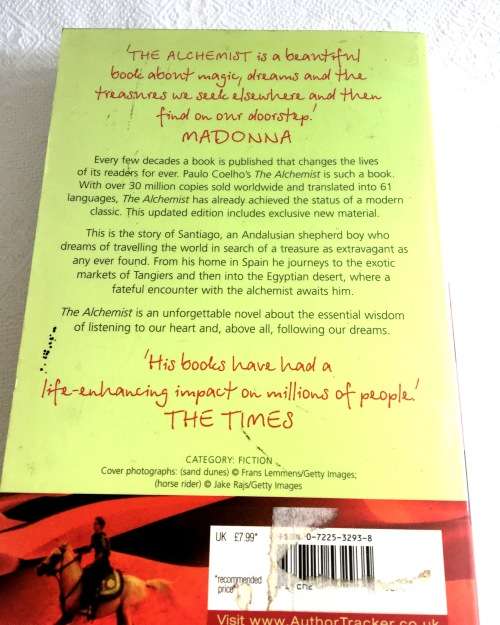 'THE ALCHEMIST is a beautiful
book about magic, dreams and the
treasures we seek elsewhere and then
find on our doorstep.'
MADONNA
Every few decades a book is published that changes the lives
of its readers for ever. Paulo Coelho's The Alchemist is such a book.
With over 30 million copies sold worldwide and translated into 61
languages, The Alchemist has already achieved the status of a modern
classic. This updated edition includes exclusive new material.
This is the story of Santiago, an Andalusian shepherd boy who
dreams of travelling the world in search of a treasure as extravagant as
any ever found. From his home in Spain he journeys to the exotic
markets of Tangiers and then into the Egyptian desert, where a
fateful encounter with the alchemist awaits him.
The Alchemist is an unforgettable novel about the essential wisdom
of listening to our heart and, above all, following our dreams.
'His books have had a
life-enhancing impact on millions of people.'
THE TIMES
CATEGORY: FICTION
Cover photographs: (sand dunes) © Frans Lemmens/Getty Images;
(horse rider) © Jake Rajs/Getty Images
UK £7.99*
ISBN 0-7225-3293-8
*recommended
price
Visit www.AuthorTracker.co.uk